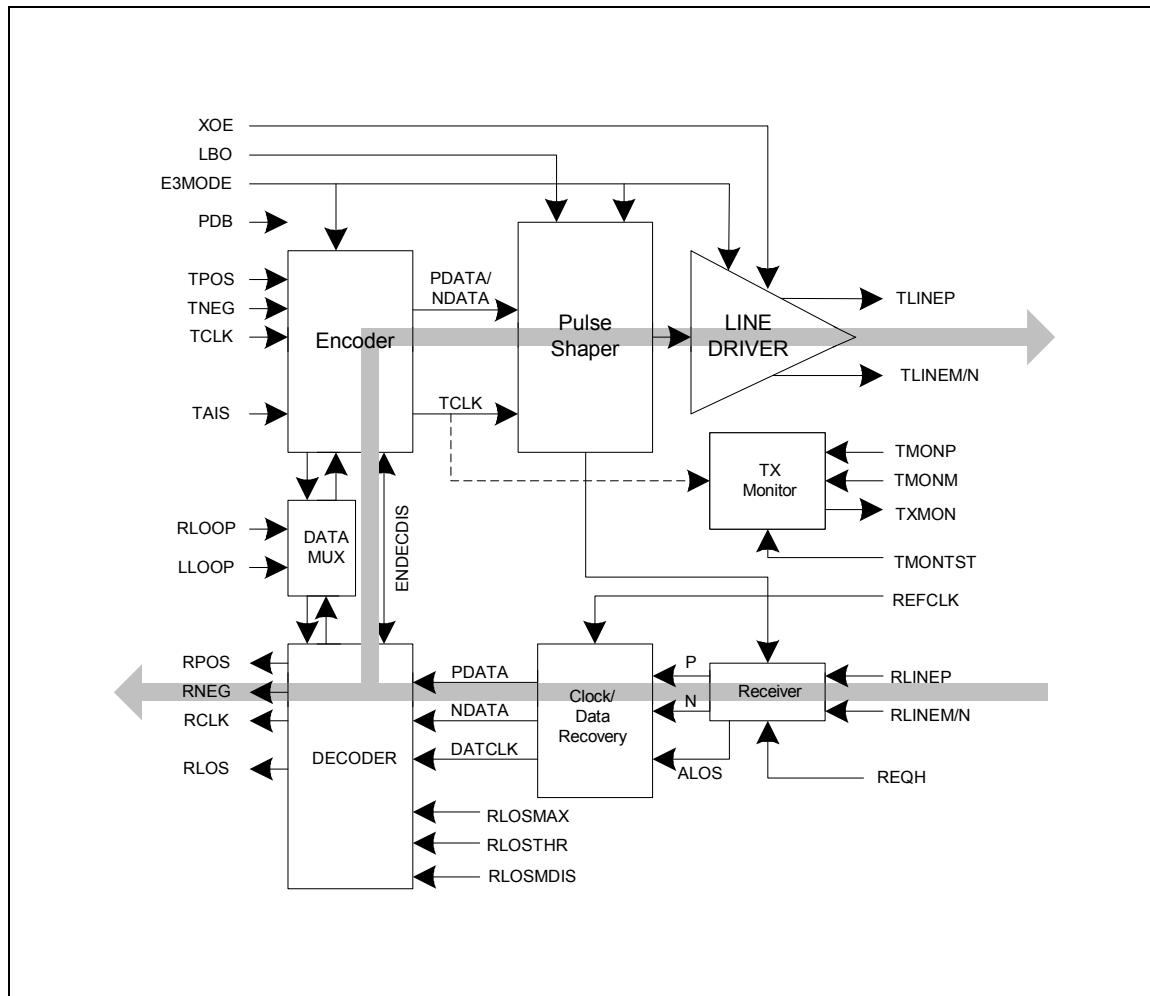 XOE
LBO
E3MODE
PDB
TPOS
TNEG
TCLK
TAIS
Encoder
PDATA/
NDATA
TCLK
Pulse
Shaper
LINE
DRIVER
TLINEP
TLINEM/N
TX
Monitor
TMONP
TMONM
TXMON
TMONTST
REFCLK
RLOOP
LLOOP
DATA
MUX
ENDECDIS
RPOS
RNEG
RCLK
RLOS
DECODER
PDATA
NDATA
DATCLK
RLOSMAX
RLOSTHR
RLOSMDIS
Clock/
Data
Recovery
P
N
ALOS
Receiver
RLINEP
RLINEM/N
REQH